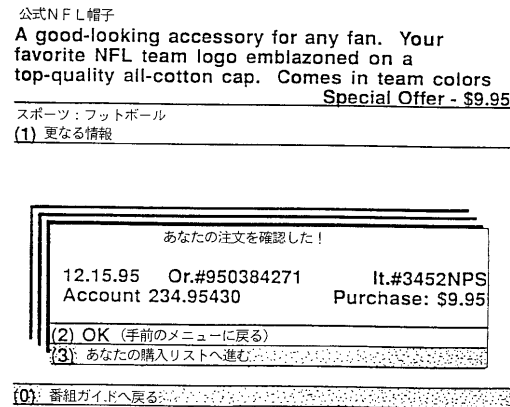 公式NFL帽子
A good-looking accessory for any fan. Your
favorite NFL team logo emblazoned on a
top-quality all-cotton cap. Comes in team colors
Special Offer - $9.95
スポーツ：フットボール
(1) 更なる情報
あなたの注文を確認した！
12.15.95 Or.#950384271 It.#3452NPS
Account 234.95430 Purchase: $9.95
(2) OK (手前のメニューに戻る)
(3) あなたの購入リストへ進む
(0) 番組ガイドへ戻る